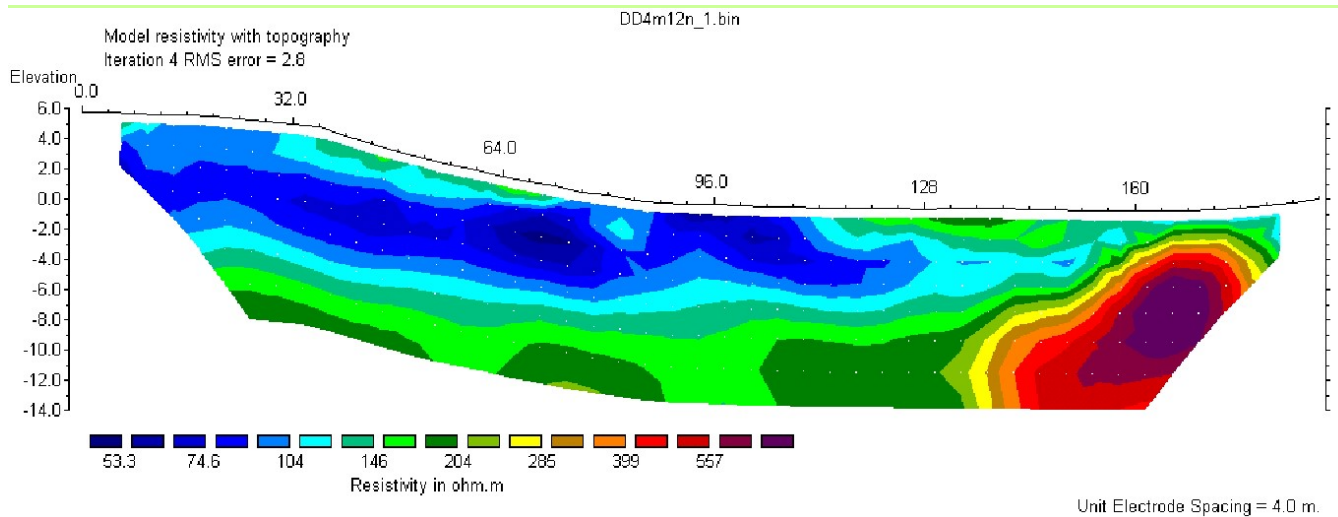 DD4m12n_1.bin
Model resistivity with topography
Iteration 4 RMS error = 2.8
Elevation
0.0
32.0
64.0
96.0
128
160
6.0
4.0
2.0
0.0
-2.0
-4.0
-6.0
-8.0
-10.0
-12.0
-14.0
53.3 74.6 104 146 204 285 399 557
Resistivity in ohm.m
Unit Electrode Spacing = 4.0 m.